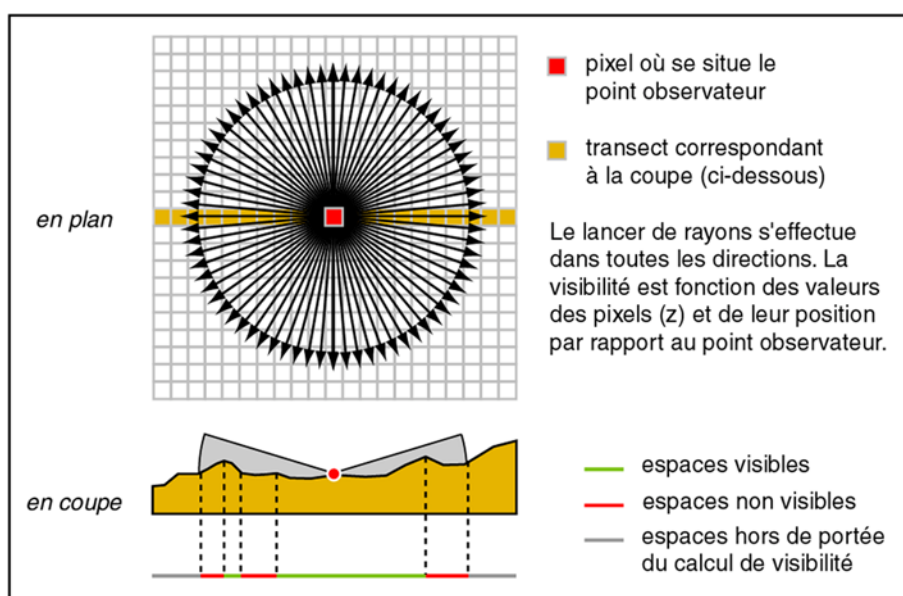 pixel où se situe le
point observateur
transect correspondant
à la coupe (ci-dessous)
en plan
Le lancer de rayons s'effectue
dans toutes les directions. La
visibilité est fonction des valeurs
des pixels (z) et de leur position
par rapport au point observateur.
en coupe
espaces visibles
espaces non visibles
espaces hors de portée
du calcul de visibilité